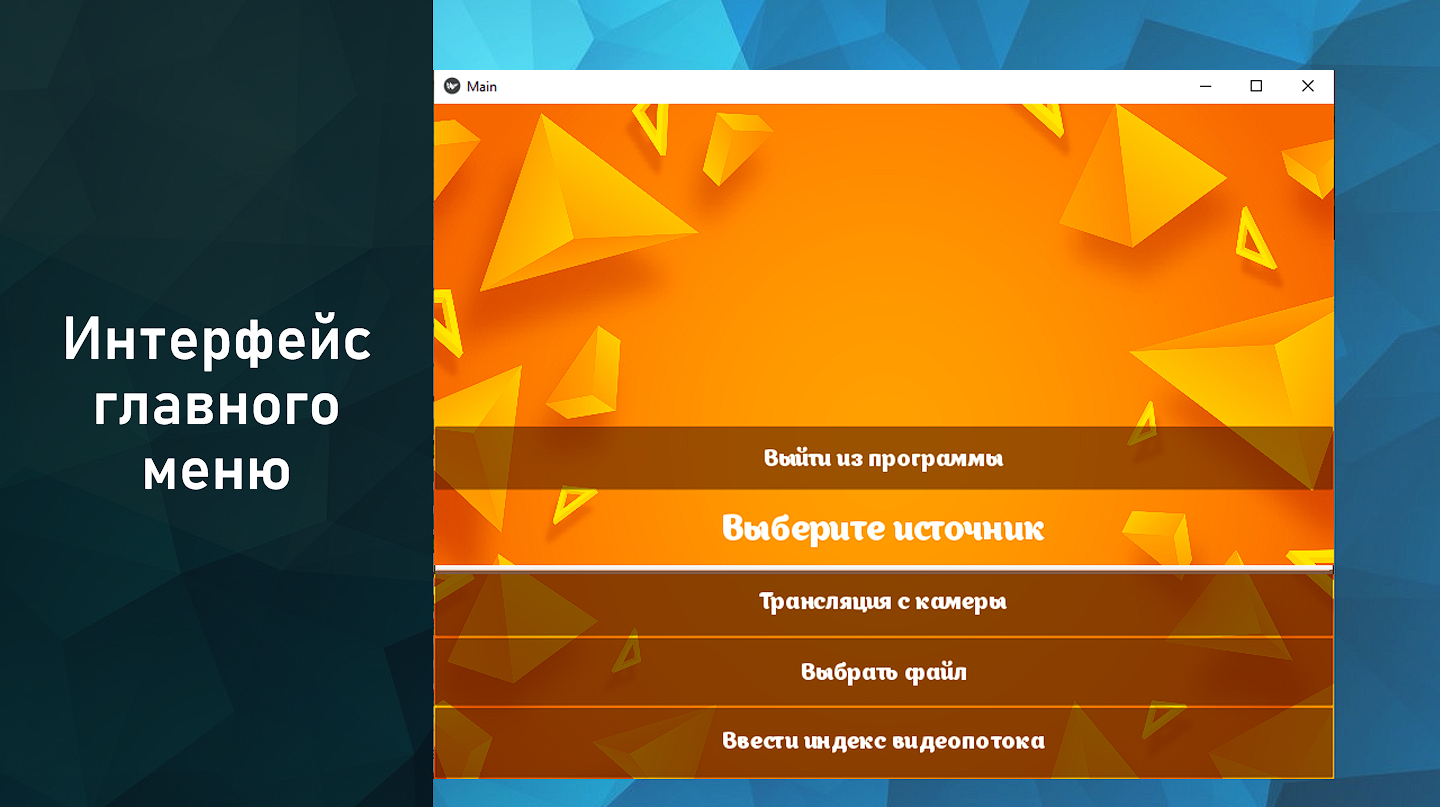 Интерфейс
главного
меню
Main
Выйти из программы
Выберите источник
Трансляция с камеры
Выбрать файл
Ввести индекс видеопотока